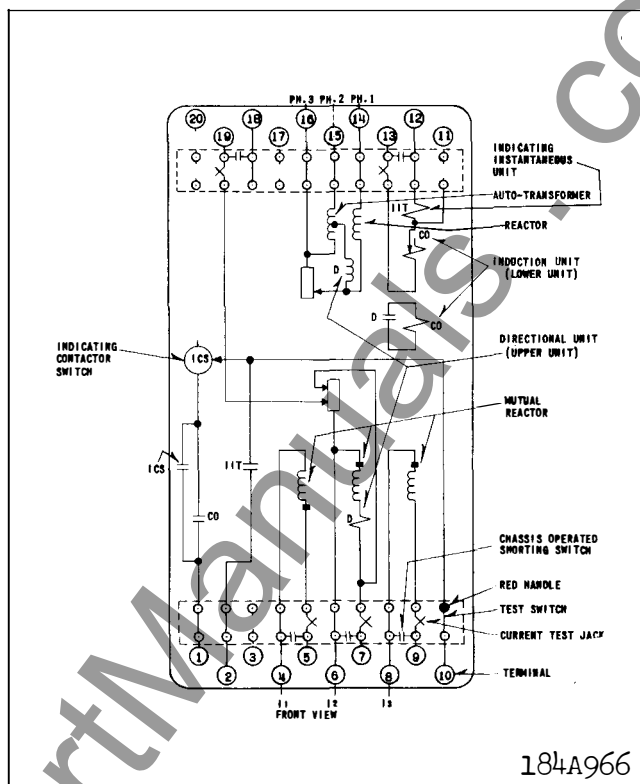 PH.3 PH.2 PH.1
20 19 18 17 16 15 14 13 12 11
INDICATING
INSTANTANEOUS
UNIT
AUTO-TRANSFORMER
IIT
REACTOR
CO
D
INDUCTION UNIT
(LOWER UNIT)
D
CO
INDICATING
CONTACTOR
SWITCH
ICS
DIRECTIONAL UNIT
(UPPER UNIT)
MUTUAL
REACTOR
ICS
IIT
CO
D
CHASSIS OPERATED
SHORTING SWITCH
RED HANDLE
TEST SWITCH
CURRENT TEST JACK
1 2 3 4 5 6 7 8 9 10
TERMINAL
I1 I2 I3
FRONT VIEW
184A966
rtManuals.co